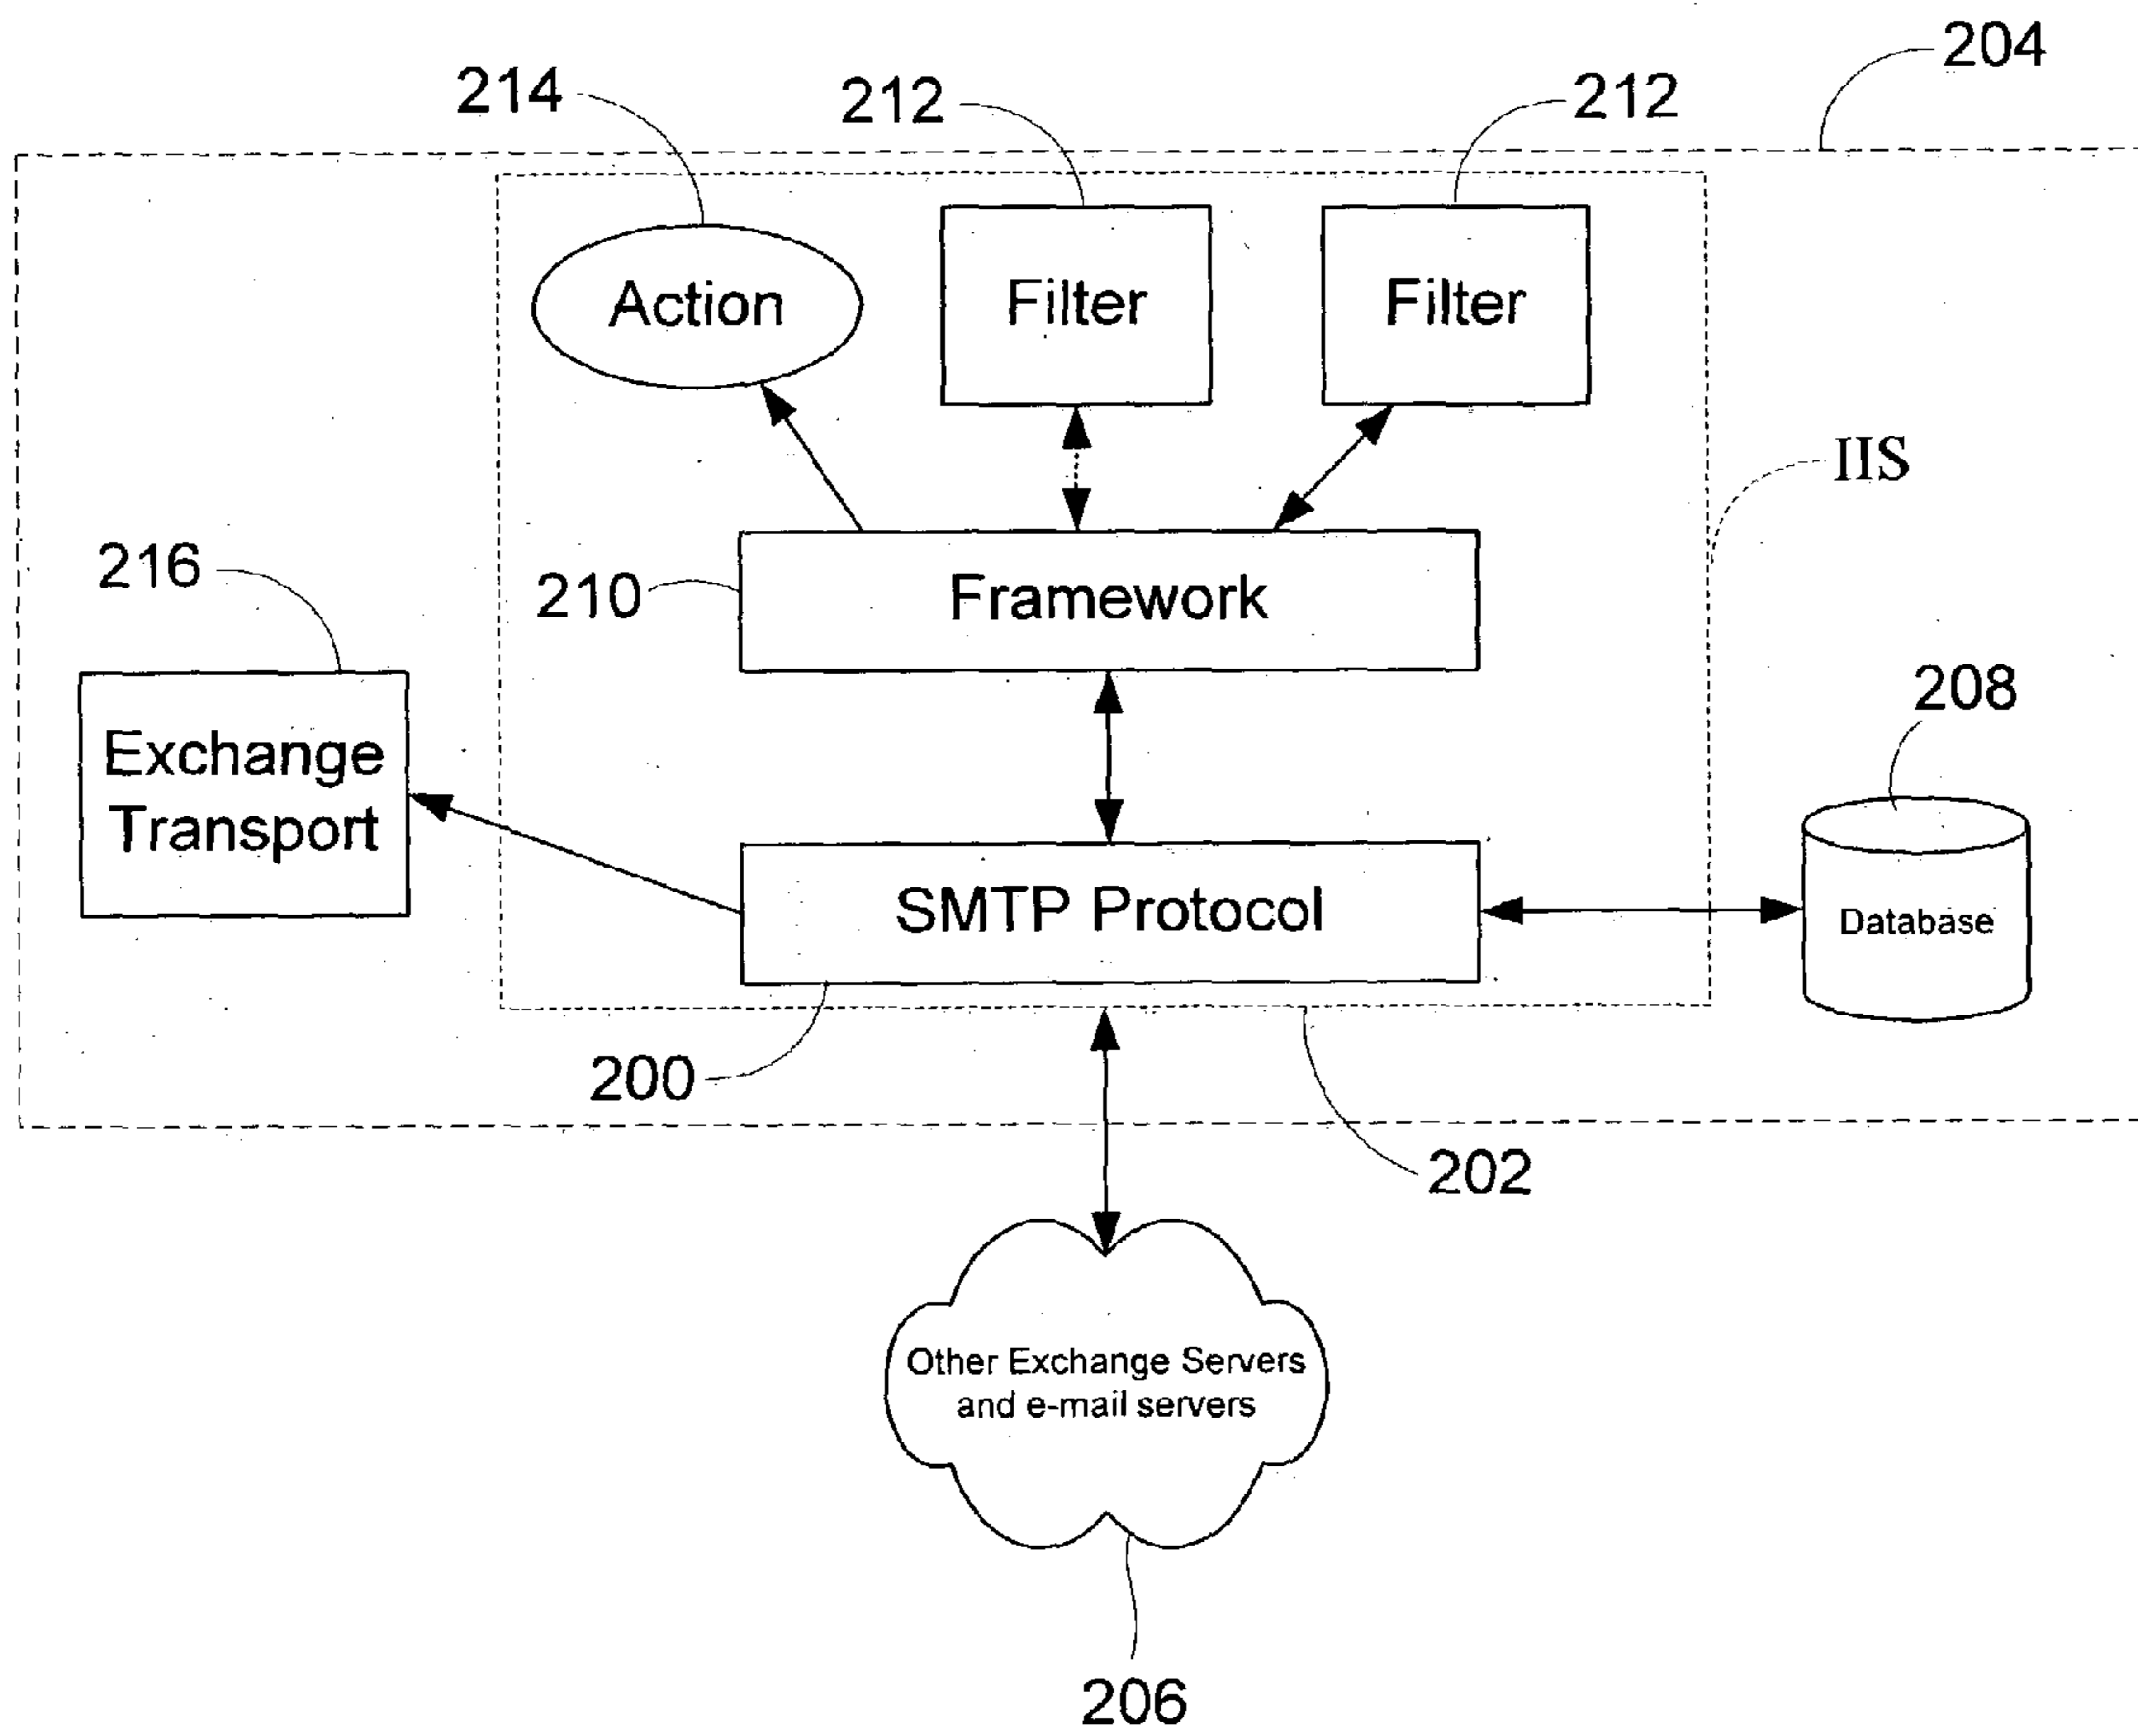 204
214
212
212
Action
Filter
Filter
IIS
216
210
Framework
208
Exchange
Transport
SMTP Protocol
Database
200
202
Other Exchange Servers
and e-mail servers
206